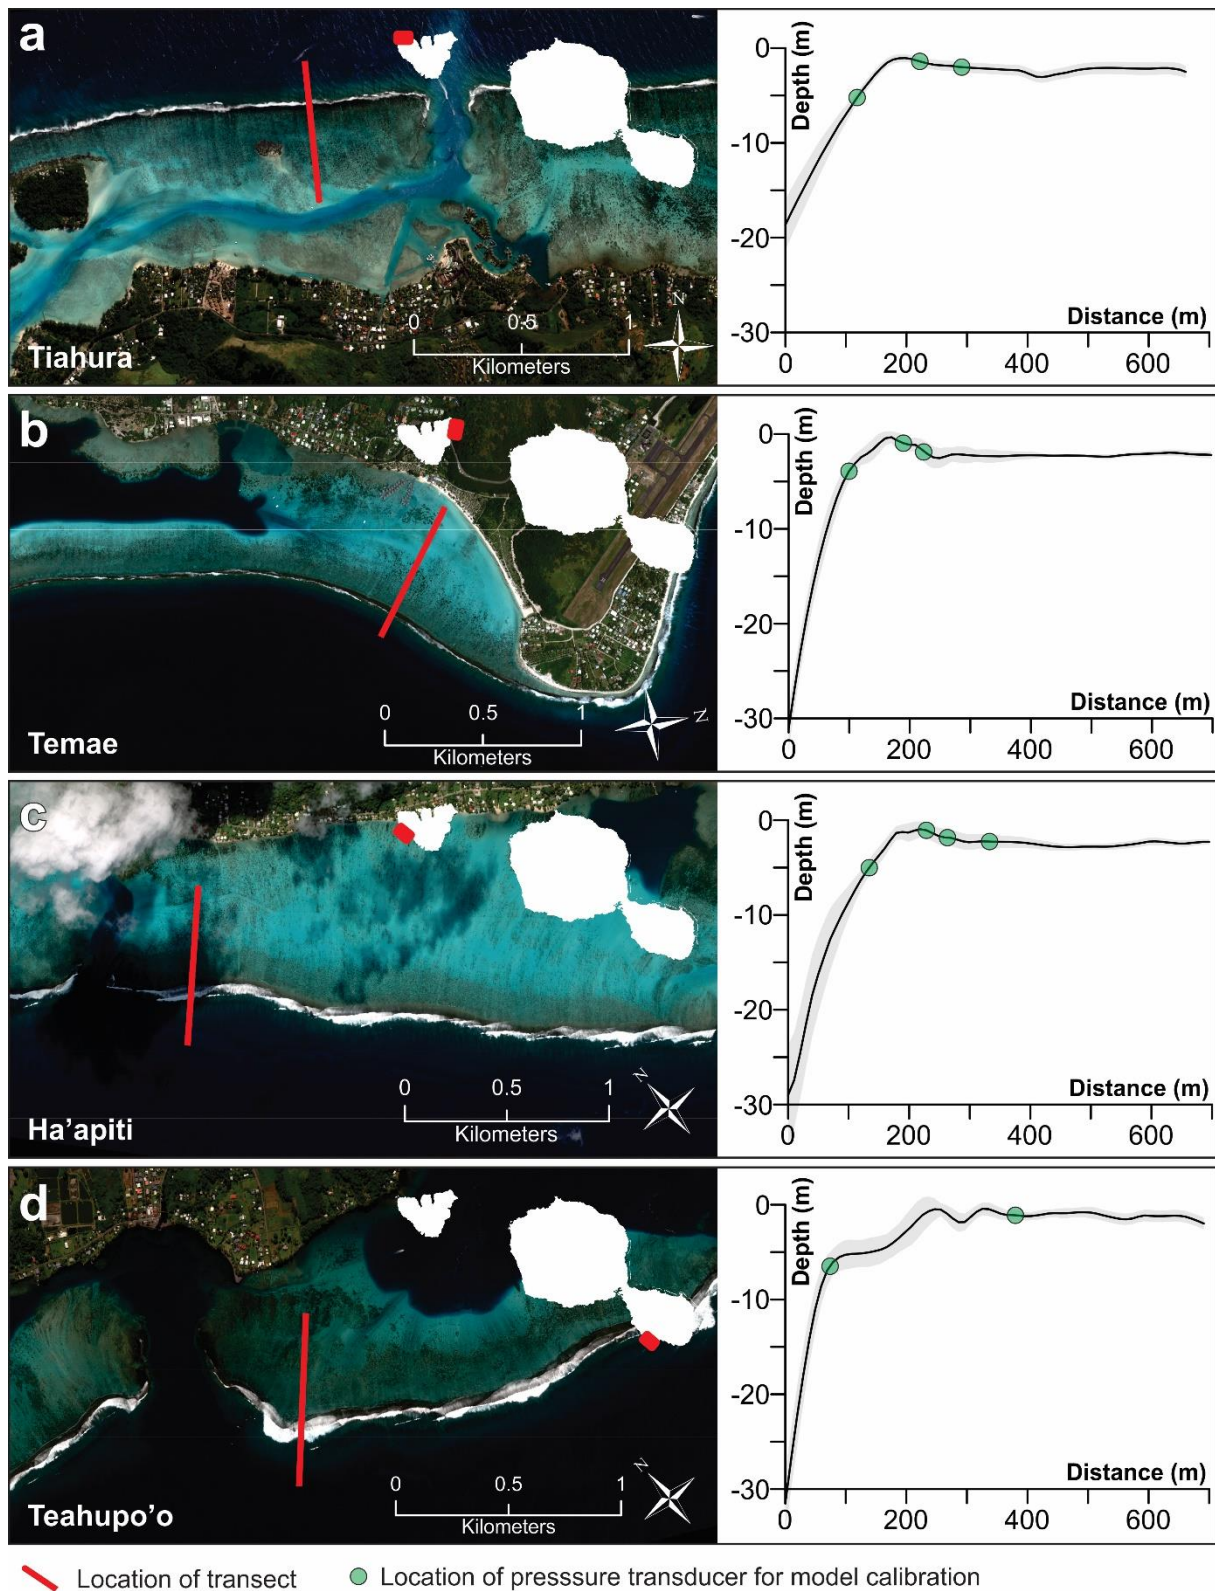 a
N
0 0.5 1
Kilometers
Tiahura
0
-10
-20
-30
Depth (m)
Distance (m)
0 200 400 600
b
N
0 0.5 1
Kilometers
Temae
0
-10
-20
-30
Depth (m)
Distance (m)
0 200 400 600
c
N
0 0.5 1
Kilometers
Ha'apiti
0
-10
-20
-30
Depth (m)
Distance (m)
0 200 400 600
d
N
0 0.5 1
Kilometers
Teahupo'o
0
-10
-20
-30
Depth (m)
Distance (m)
0 200 400 600
Location of transect Location of presssure transducer for model calibration